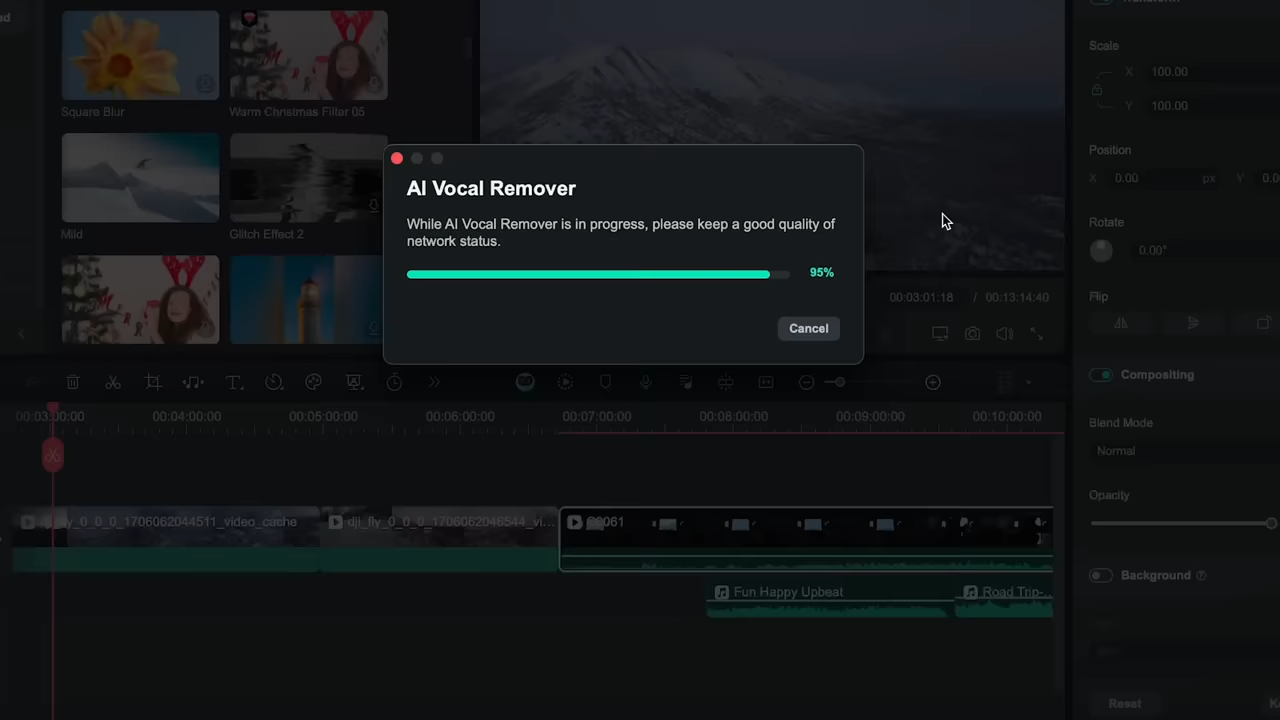 Square Blur
Warm Christmas Filter 05
Mild
Glitch Effect 2
AI Vocal Remover
While AI Vocal Remover is in progress, please keep a good quality of
network status.
95%
Cancel
00:03:01:18 / 00:13:14:40
Scale
X 100.00
Y 100.00
Position
X 0.00 px Y
Rotate
0.00°
Flip
Compositing
Blend Mode
Normal
Opacity
Background
Reset
00:03:00:00 00:04:00:00 00:05:00:00 00:06:00:00 00:07:00:00 00:08:00:00 00:09:00:00 00:10:00:00
y_0_0_0_1706062044511_video_cache
dji_fly_0_0_0_1706062046544_vi...
Fun Happy Upbeat
Road Trip-..